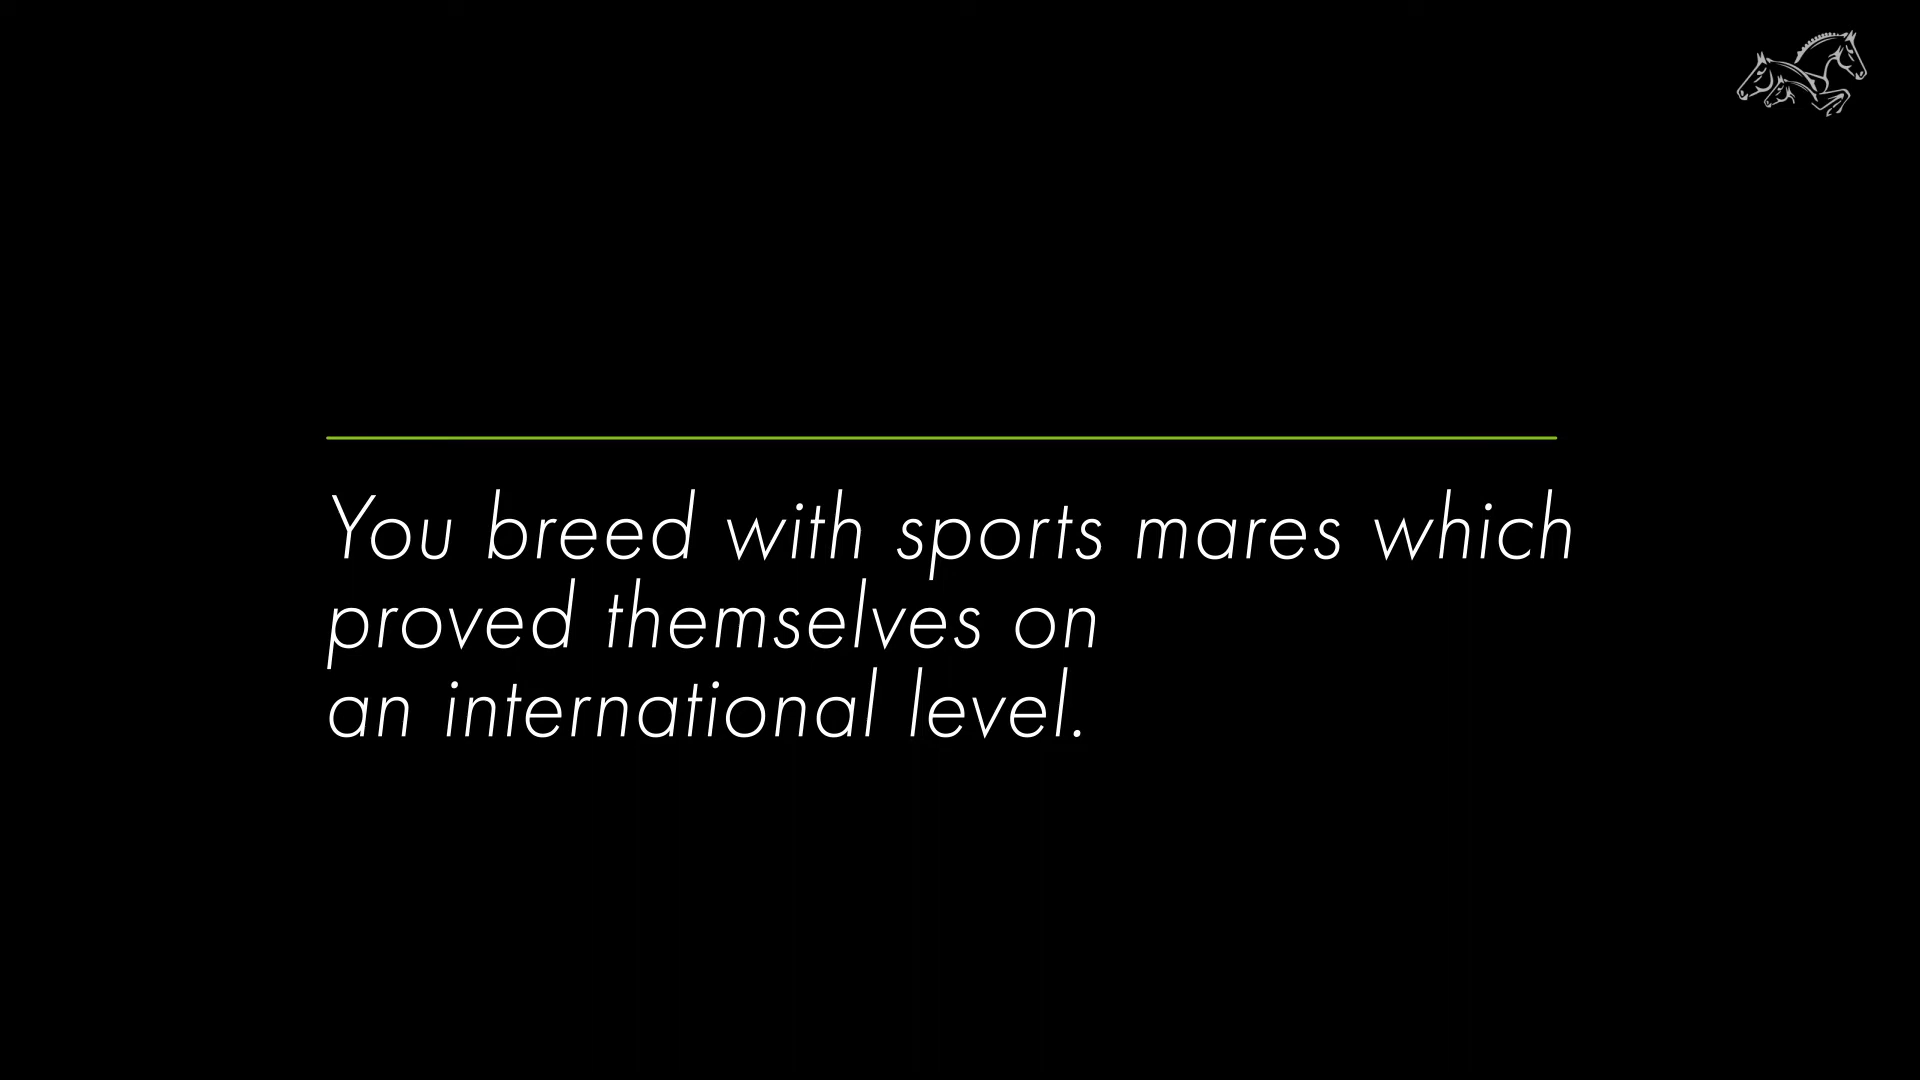 You breed with sports mares which
proved themselves on
an international level.